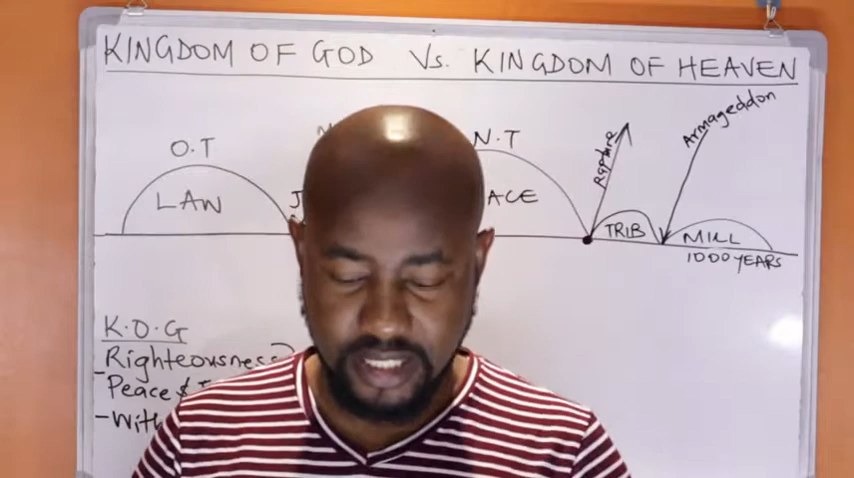 KINGDOM OF GOD Vs. KINGDOM OF HEAVEN
O.T
N.T
Rapture
Armageddon
LAW
ACE
TRIB
MILL
1000 YEARS
K.O.G
Righteousness
- Peace &
- With